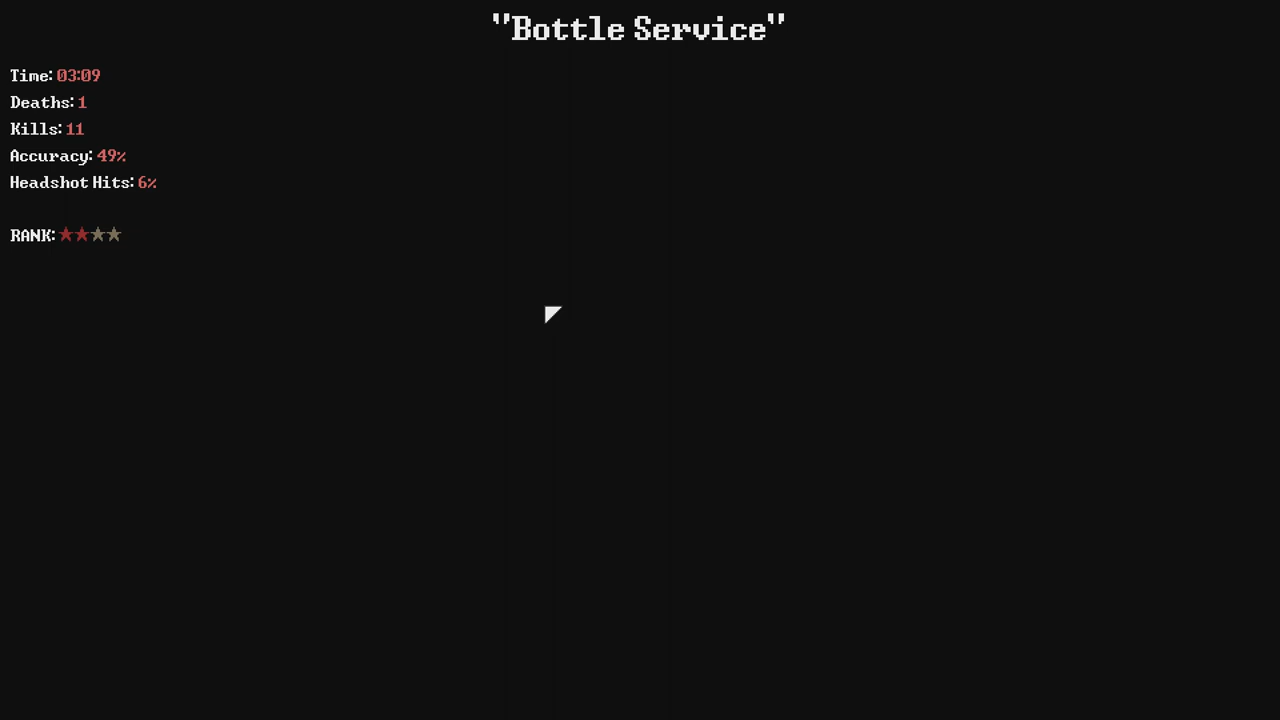 "Bottle Service"
Time: 03:09
Deaths: 1
Kills: 11
Accuracy: 49%
Headshot Hits: 6%
RANK: ★★★★